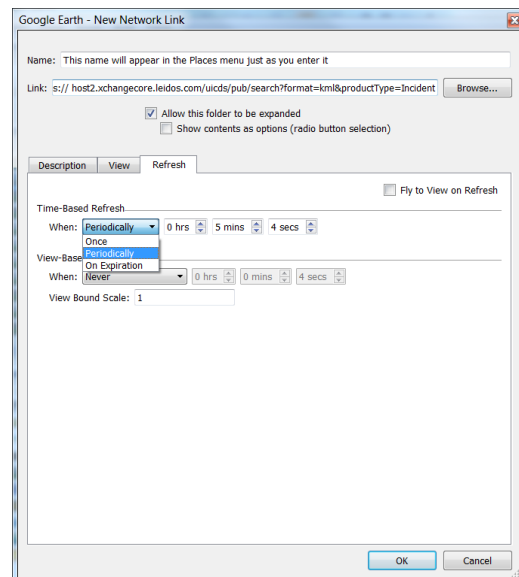 Google Earth - New Network Link
Name: This name will appear in the Places menu just as you enter it
Link: s:// host2.xchangecore.leidos.com/uicds/pub/search?format=kml&productType=Incident Browse...
Allow this folder to be expanded
Show contents as options (radio button selection)
Description View Refresh
Fly to View on Refresh
Time-Based Refresh
When: Periodically 0 hrs 5 mins 4 secs
Once
Periodically
View-Base
On Expiration
When: Never 0 hrs 0 mins 4 secs
View Bound Scale: 1
OK Cancel